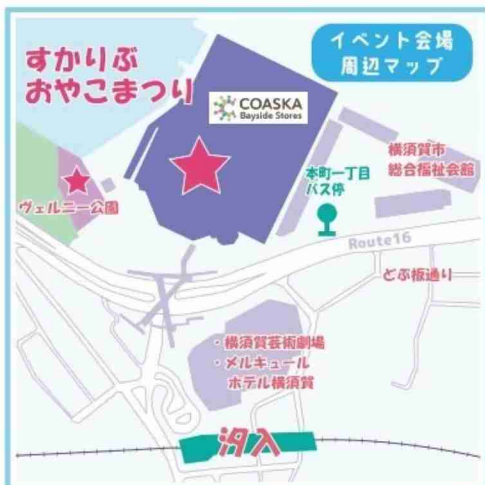 すかりぶ
おやこまつり
イベント会場
周辺マップ
COASKA
Bayside Stores
横須賀市
総合福祉会館
本町一丁目
バス停
ヴェルニー公園
Route16
どぶ板通り
・横須賀芸術劇場
・メルキュール
ホテル横須賀
汐入